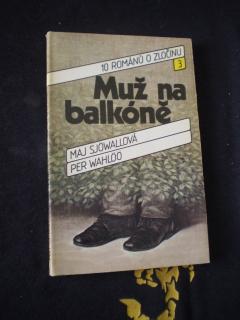 10 ROMÁNŮ O ZLOČINU
3
Muž na
balkóně
MAJ SJÖWALLOVÁ
PER WAHLÖÖ